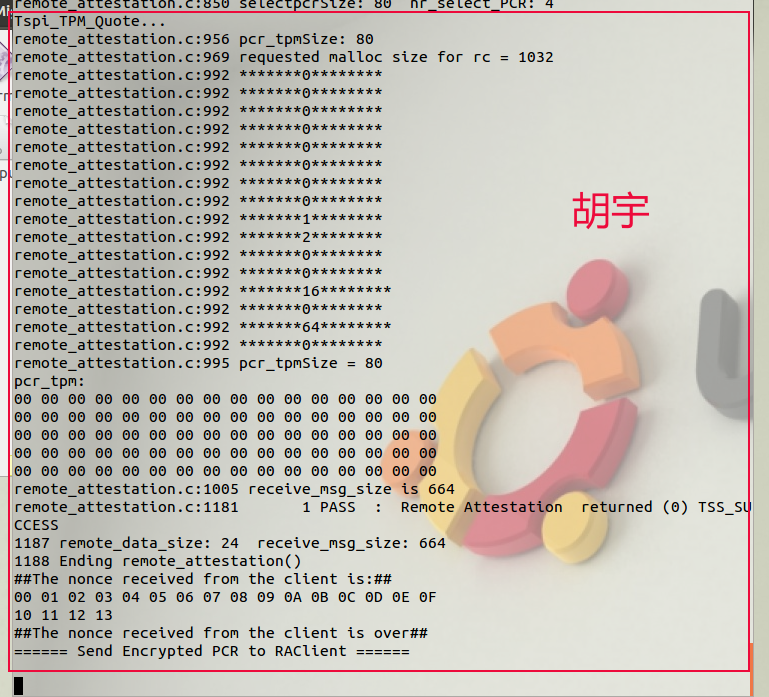 remote_attestation.c:850 selectpcrSize: 80  nr_select_PCR: 4
Tspi_TPM_Quote...
remote_attestation.c:956 pcr_tpmSize: 80
remote_attestation.c:969 requested malloc size for rc = 1032
remote_attestation.c:992 *******0********
remote_attestation.c:992 *******0********
remote_attestation.c:992 *******0********
remote_attestation.c:992 *******0********
remote_attestation.c:992 *******0********
remote_attestation.c:992 *******0********
remote_attestation.c:992 *******0********
remote_attestation.c:992 *******0********
remote_attestation.c:992 *******1********
remote_attestation.c:992 *******2********
remote_attestation.c:992 *******0********
remote_attestation.c:992 *******0********
remote_attestation.c:992 *******16********
remote_attestation.c:992 *******0********
remote_attestation.c:992 *******64********
remote_attestation.c:992 *******0********
remote_attestation.c:995 pcr_tpmSize = 80
pcr_tpm:
00 00 00 00 00 00 00 00 00 00 00 00 00 00 00 00
00 00 00 00 00 00 00 00 00 00 00 00 00 00 00 00
00 00 00 00 00 00 00 00 00 00 00 00 00 00 00 00
00 00 00 00 00 00 00 00 00 00 00 00 00 00 00 00
00 00 00 00 00 00 00 00 00 00 00 00 00 00 00 00
remote_attestation.c:1005 receive_msg_size is 664
remote_attestation.c:1181       1 PASS  :  Remote Attestation  returned (0) TSS_SU
CCESS
1187 remote_data_size: 24  receive_msg_size: 664
1188 Ending remote_attestation()
##The nonce received from the client is:##
00 01 02 03 04 05 06 07 08 09 0A 0B 0C 0D 0E 0F
10 11 12 13
##The nonce received from the client is over##
====== Send Encrypted PCR to RAClient ======
胡宇